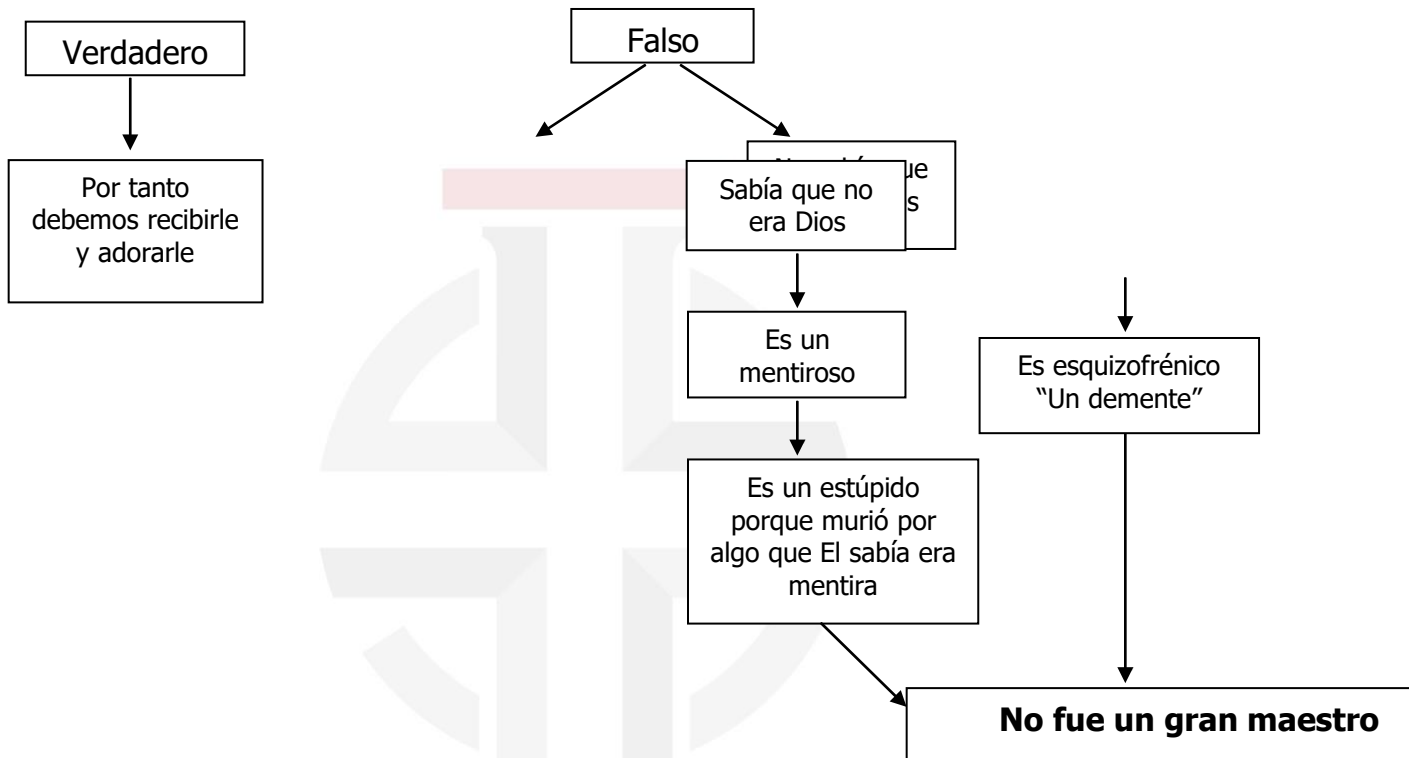 Verdadero
Falso
Por tanto
debemos recibirle
y adorarle
Sabía que no
era Dios
Es un
mentiroso
Es esquizofrénico
“Un demente”
Es un estúpido
porque murió por
algo que El sabía era
mentira
No fue un gran maestro